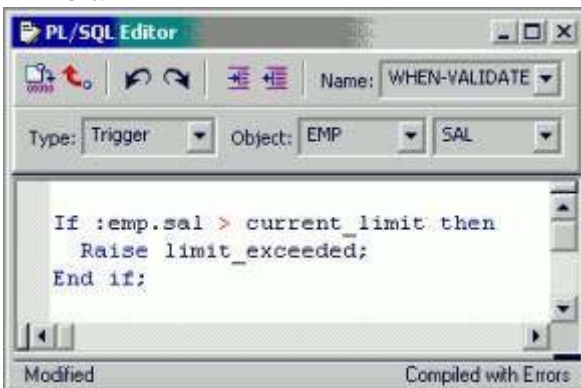 PL/SQL Editor
Name: WHEN-VALIDATE
Type: Trigger Object: EMP SAL
If :emp.sal > current_limit then
Raise limit_exceeded;
End if;
Modified Compiled with Errors